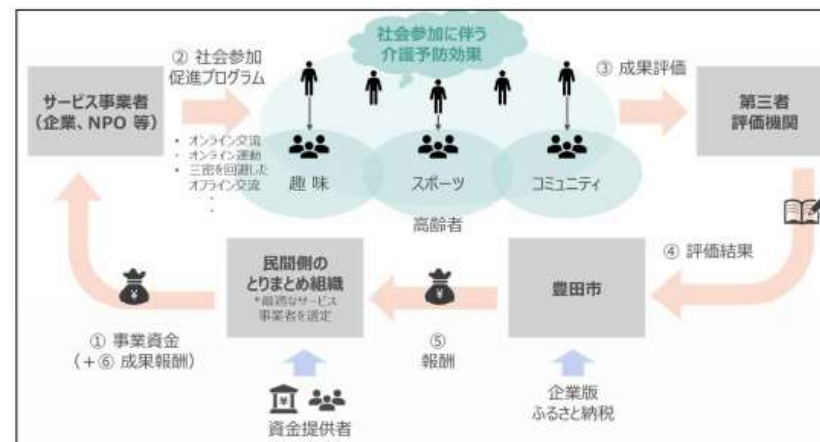 社会参加に伴う
介護予防効果
② 社会参加
促進プログラム
③ 成果評価
サービス事業者
(企業、NPO 等)
第三者
評価機関
• オンライン交流
• オンライン運動
• 三密を回避した
オフライン交流
・
・
趣 味
スポーツ
コミュニティ
高齢者
民間側の
とりまとめ組織
*最適なサービス
事業者を選定
豊田市
④ 評価結果
① 事業資金
(+⑥ 成果報酬)
⑤
報酬
資金提供者
企業版
ふるさと納税